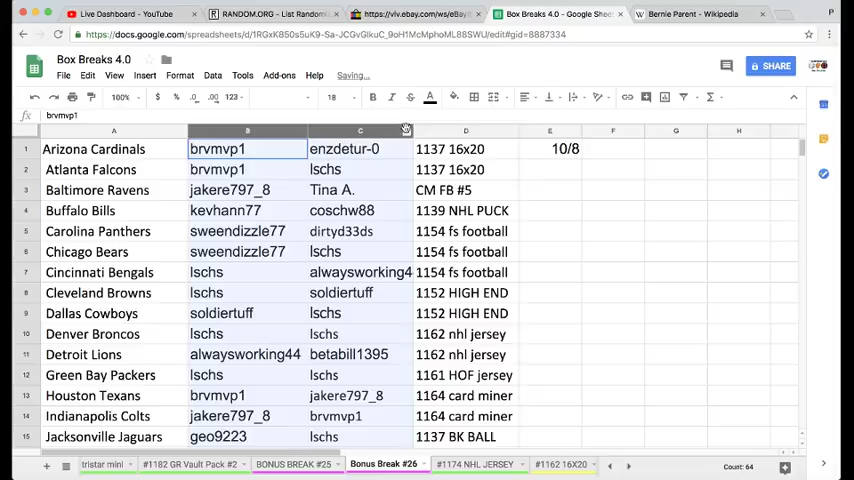 Live Dashboard - YouTube
RANDOM.ORG - List Random
https://viv.ebay.com/ws/eBay
Box Breaks 4.0 - Google Sheet
Bernie Parent - Wikipedia
P
https://docs.google.com/spreadsheets/d/1RGxK850s5uK9-Sa-JCGvGlkuC_9oH1McMphoML88SWU/edit#gid=8887334
Box Breaks 4.0
File Edit View Insert Format Data Tools Add-ons Help Saving...
SHARE
100% $ % .0 .00 123 18 B I S A
fx brvmvp1
A B C D E F G H
1 Arizona Cardinals brvmvp1 enzdetur-0 1137 16x20 10/8
2 Atlanta Falcons brvmvp1 lschs 1137 16x20
3 Baltimore Ravens jakere797_8 Tina A. CM FB #5
4 Buffalo Bills kevhann77 coschw88 1139 NHL PUCK
5 Carolina Panthers sweendizzle77 dirtyd33ds 1154 fs football
6 Chicago Bears sweendizzle77 lschs 1154 fs football
7 Cincinnati Bengals lschs alwaysworking4 1154 fs football
8 Cleveland Browns lschs soldiertuff 1152 HIGH END
9 Dallas Cowboys soldiertuff lschs 1152 HIGH END
10 Denver Broncos lschs lschs 1162 nhl jersey
11 Detroit Lions alwaysworking44 betabill1395 1162 nhl jersey
12 Green Bay Packers lschs lschs 1161 HOF jersey
13 Houston Texans brvmvp1 jakere797_8 1164 card miner
14 Indianapolis Colts jakere797_8 brvmvp1 1164 card miner
15 Jacksonville Jaguars geo9223 lschs 1137 BK BALL
tristar mini #1182 GR Vault Pack #2 BONUS BREAK #25 Bonus Break #26 #1174 NHL JERSEY #1162 16X20 Count: 64